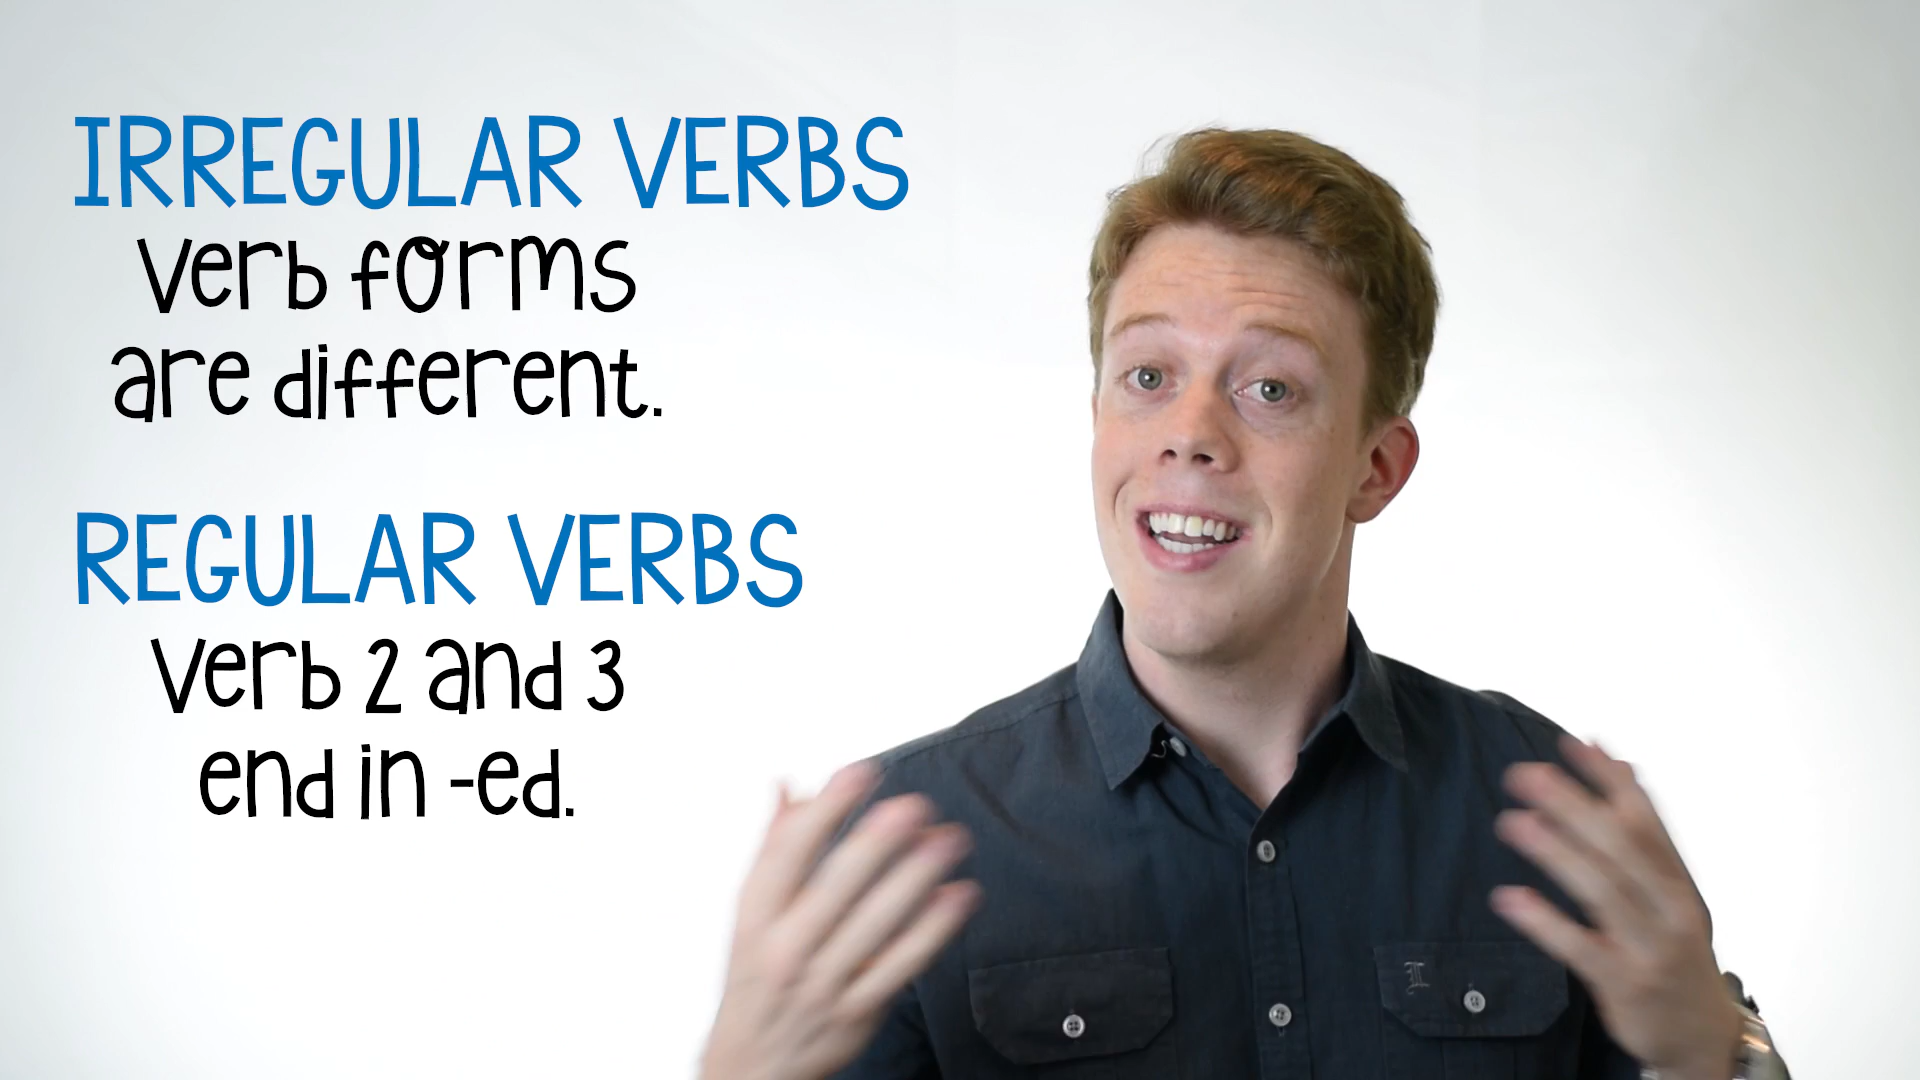 IRREGULAR VERBS
Verb forms
are different.
REGULAR VERBS
Verb 2 and 3
end in -ed.